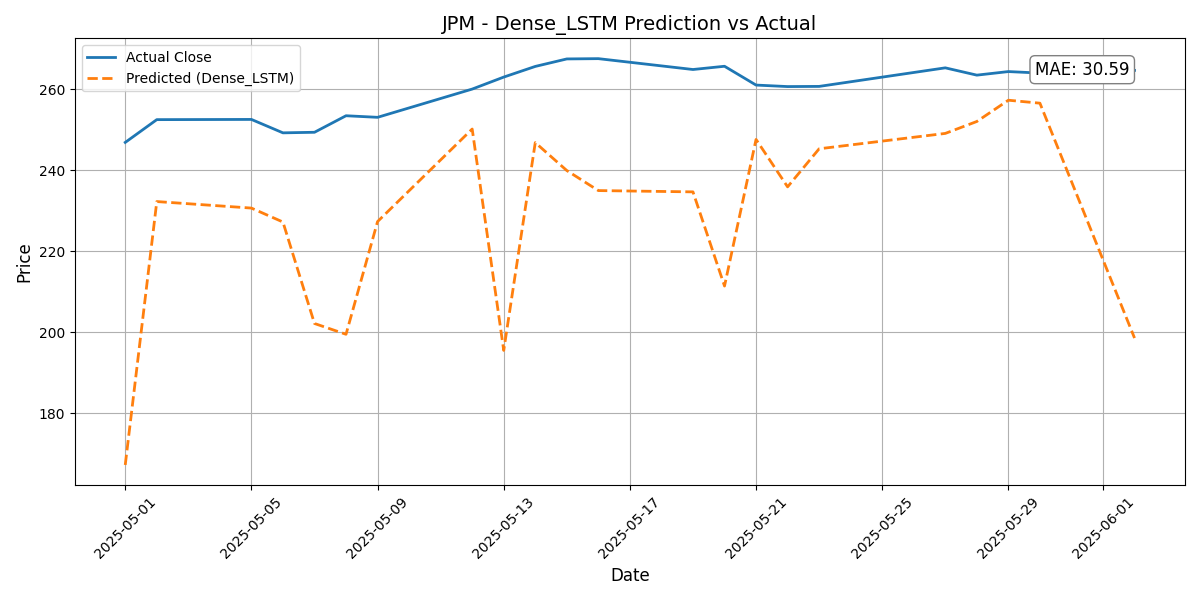 JPM - Dense_LSTM Prediction vs Actual
Actual Close
Predicted (Dense_LSTM)
MAE: 30.59
Price
260
240
220
200
180
2025-05-01
2025-05-05
2025-05-09
2025-05-13
2025-05-17
2025-05-21
2025-05-25
2025-05-29
2025-06-01
Date